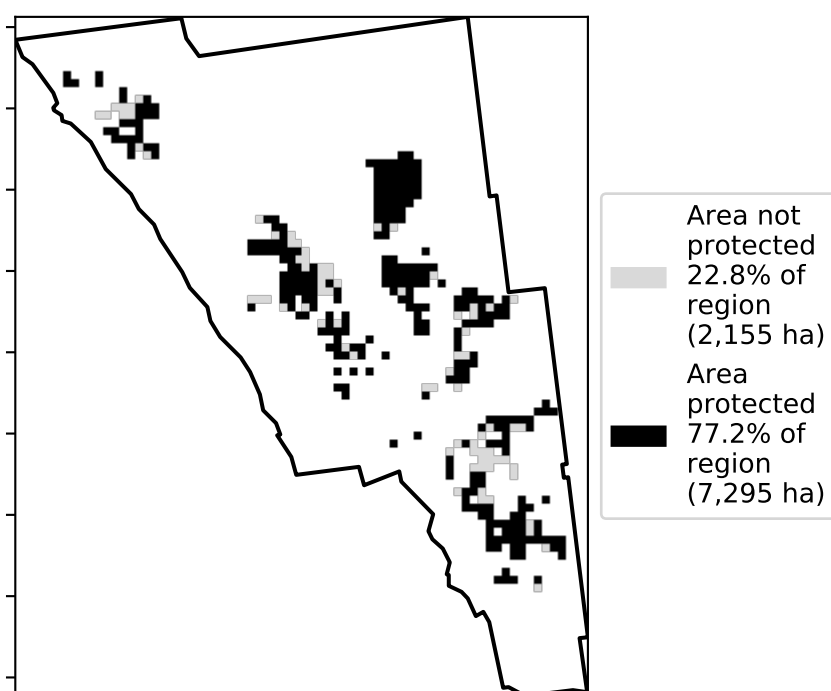 Area not
protected
22.8% of
region
(2,155 ha)
Area
protected
77.2% of
region
(7,295 ha)